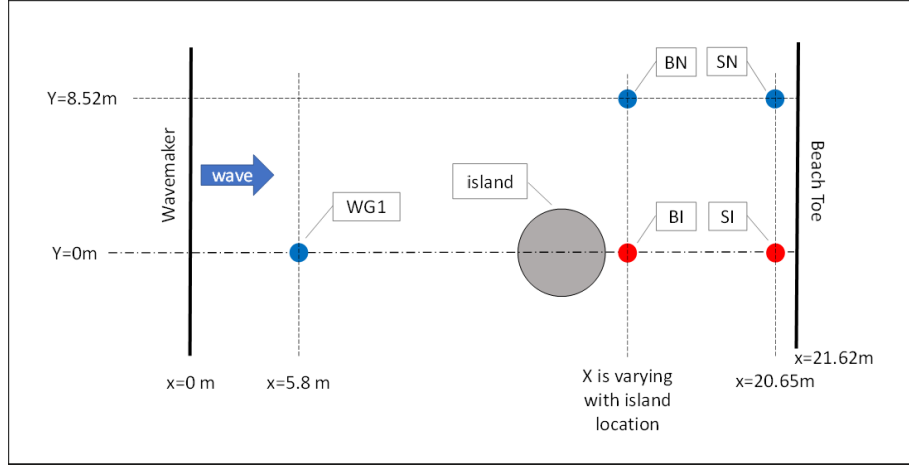 BN
SN
Y=8.52m
Wavemaker
wave
island
Beach Toe
WG1
BI
SI
Y=0m
x=21.62m
x=0 m
x=5.8 m
X is varying
with island
location
x=20.65m